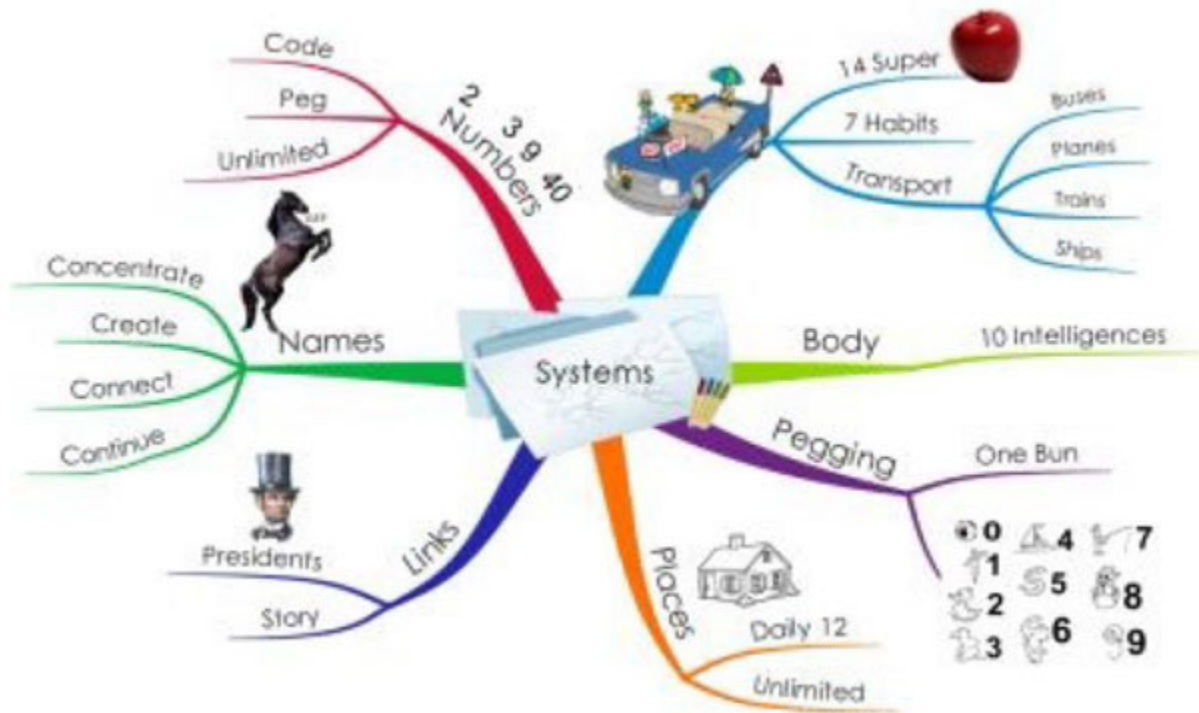 Systems
2 3 9 40
Numbers
Code
Peg
Unlimited
14 Super
7 Habits
Transport
Buses
Planes
Trains
Ships
Body
10 Intelligences
Pegging
One Bun
0 4 7
1
5
2 8
6
3 9
Places
Daily 12
Unlimited
Links
Presidents
Story
Names
Concentrate
Create
Connect
Continue